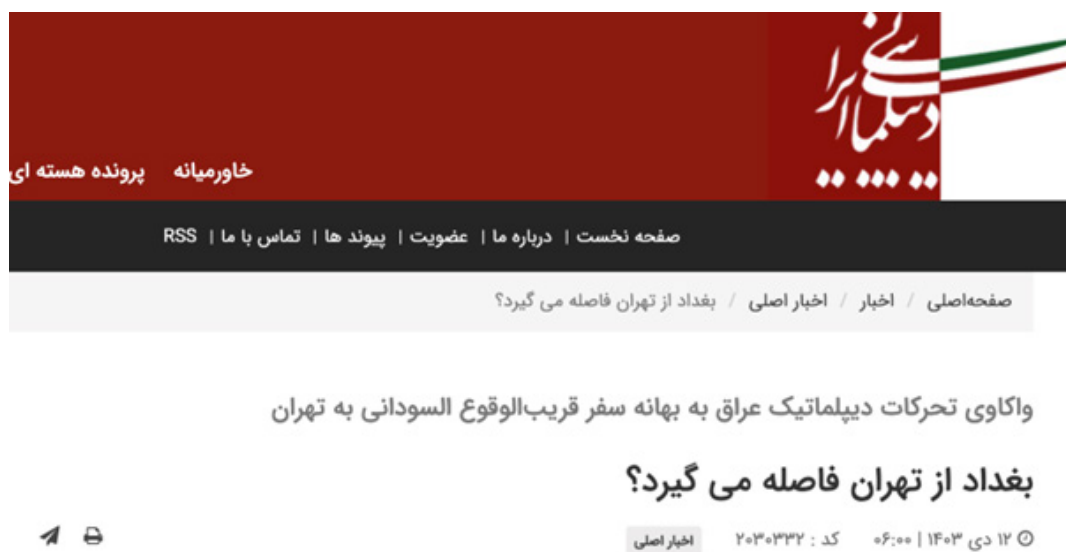 دیپلماسی ایرانی
خاورمیانه پرونده هسته ای
صفحه نخست | درباره ما | عضویت | پیوند ها | تماس با ما | RSS
صفحه‌اصلی / اخبار / اخبار اصلی / بغداد از تهران فاصله می گیرد؟
واکاوی تحرکات دیپلماتیک عراق به بهانه سفر قریب‌الوقوع السودانی به تهران
بغداد از تهران فاصله می گیرد؟
۱۲ دی ۱۴۰۳ | ۰۶:۰۰ کد : ۲۰۳۰۳۳۲ اخبار اصلی